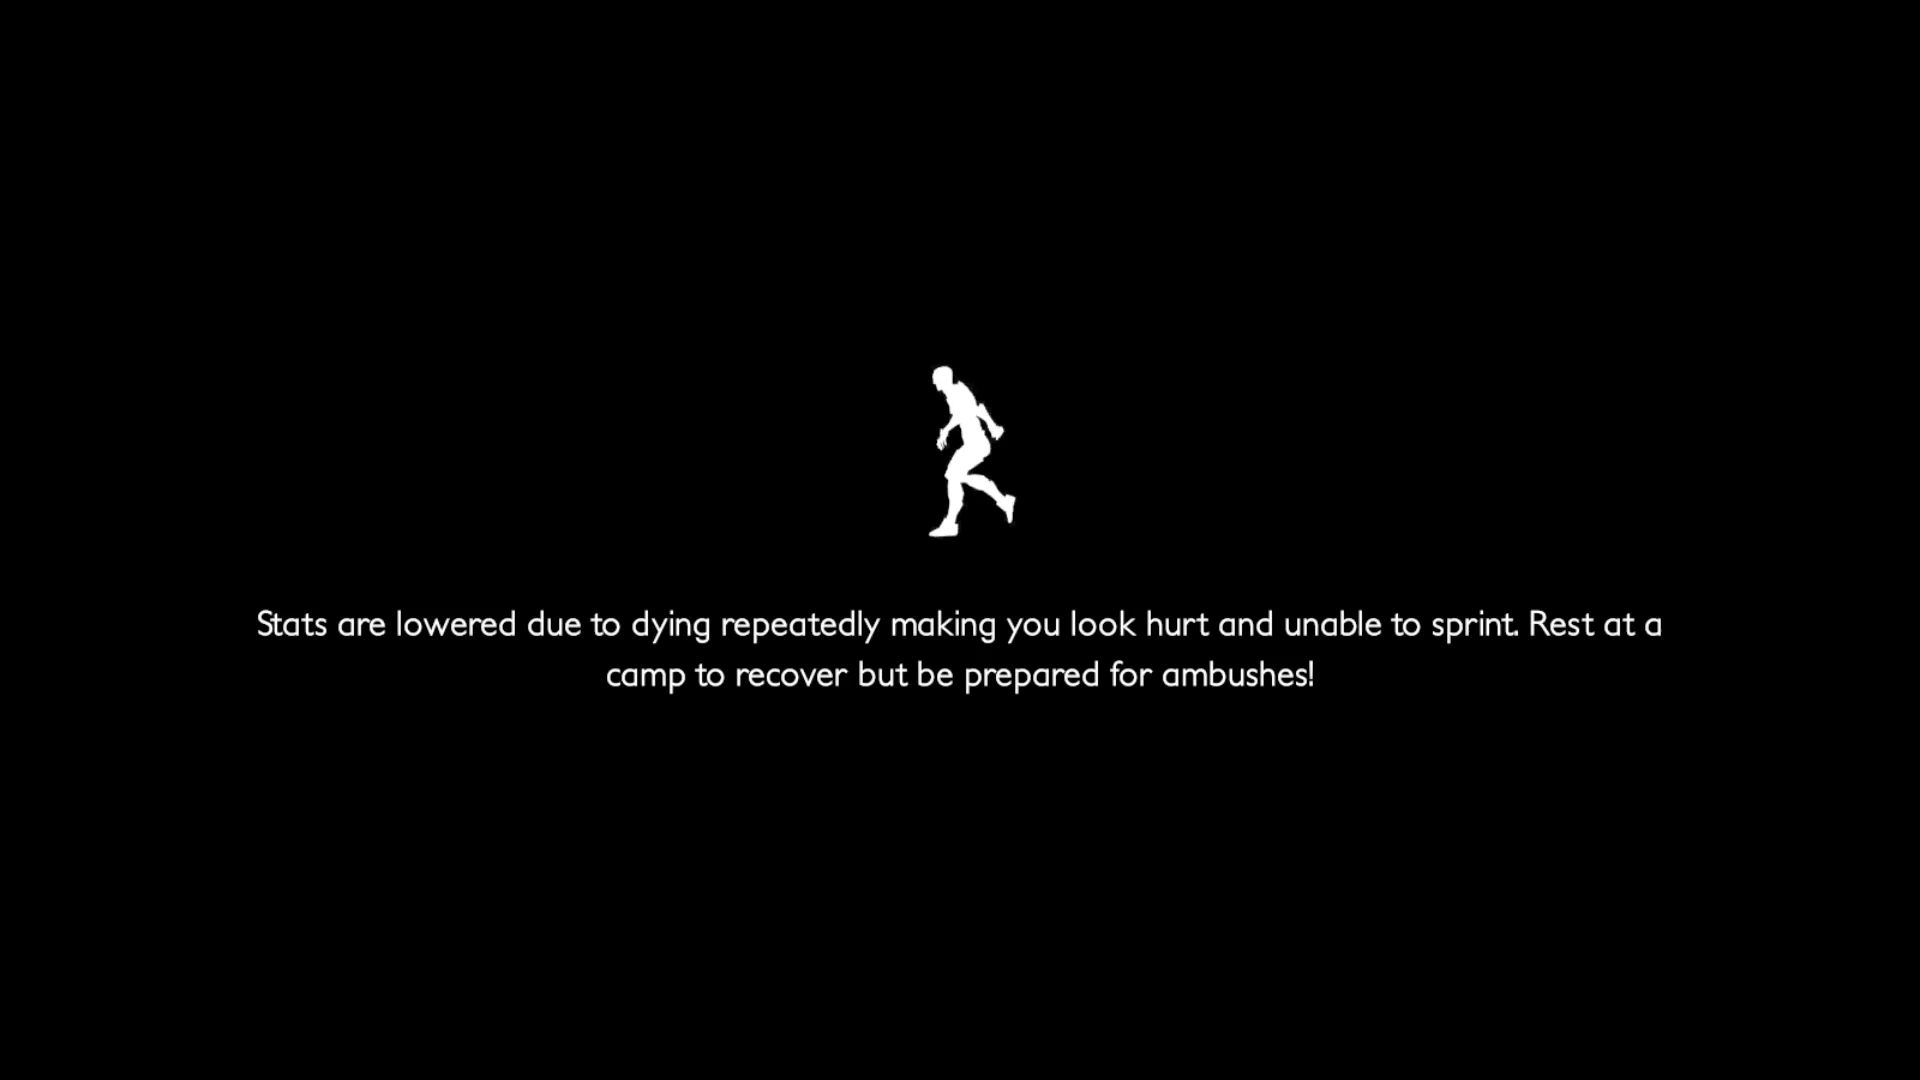 Stats are lowered due to dying repeatedly making you look hurt and unable to sprint. Rest at a
camp to recover but be prepared for ambushes!